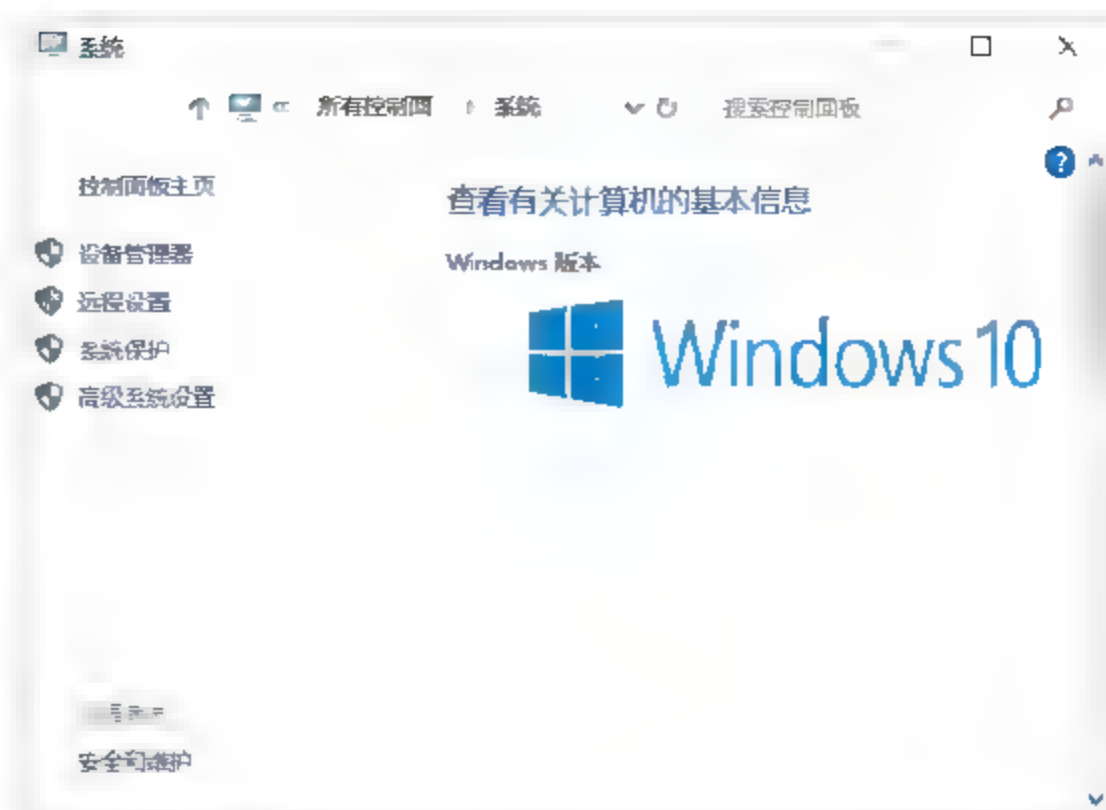 系统
所有控制面 系统 搜索控制面板
控制面板主页
查看有关计算机的基本信息
设备管理器
Windows 版本
远程设置
系统保护
Windows 10
高级系统设置
安全和维护